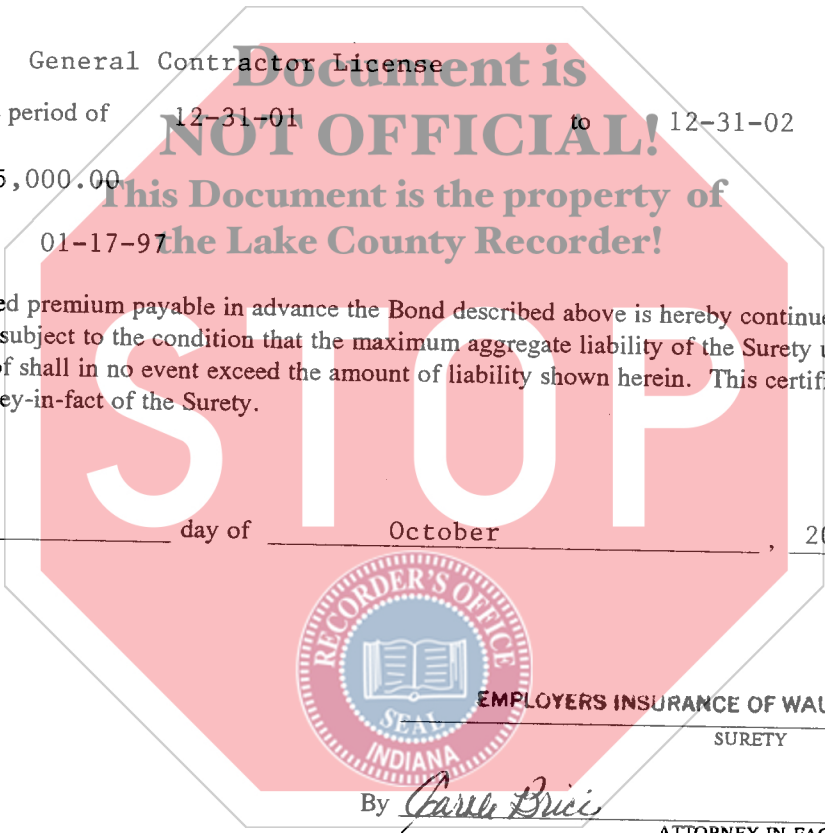 General Contractor License
Document is
period of 12-31-01 to 12-31-02
NOT OFFICIAL!
5,000.00
This Document is the property of
01-17-97
the Lake County Recorder!
ed premium payable in advance the Bond described above is hereby continue
subject to the condition that the maximum aggregate liability of the Surety u
f shall in no event exceed the amount of liability shown herein. This certifi
ey-in-fact of the Surety.
STOP
day of October , 20
RECORDER'S OFFICE
SEAL
INDIANA
EMPLOYERS INSURANCE OF WAU
SURETY
By
ATTORNEY-IN-FAC